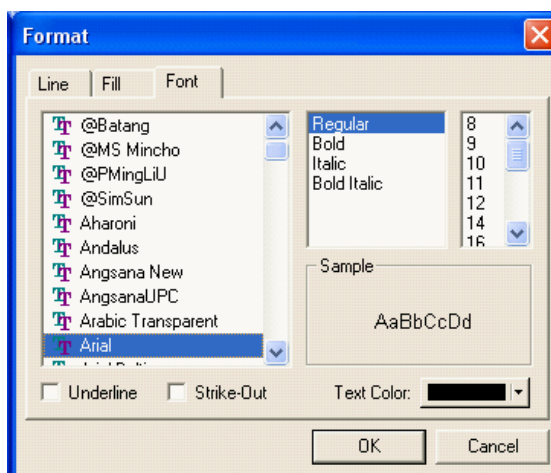 Format
Line Fill Font
@Batang
@MS Mincho
@PMingLiU
@SimSun
Aharoni
Andalus
Angsana New
AngsanaUPC
Arabic Transparent
Arial
Regular
Bold
Italic
Bold Italic
8
9
10
11
12
14
16
Sample
AaBbCcDd
Underline Strike-Out Text Color:
OK Cancel